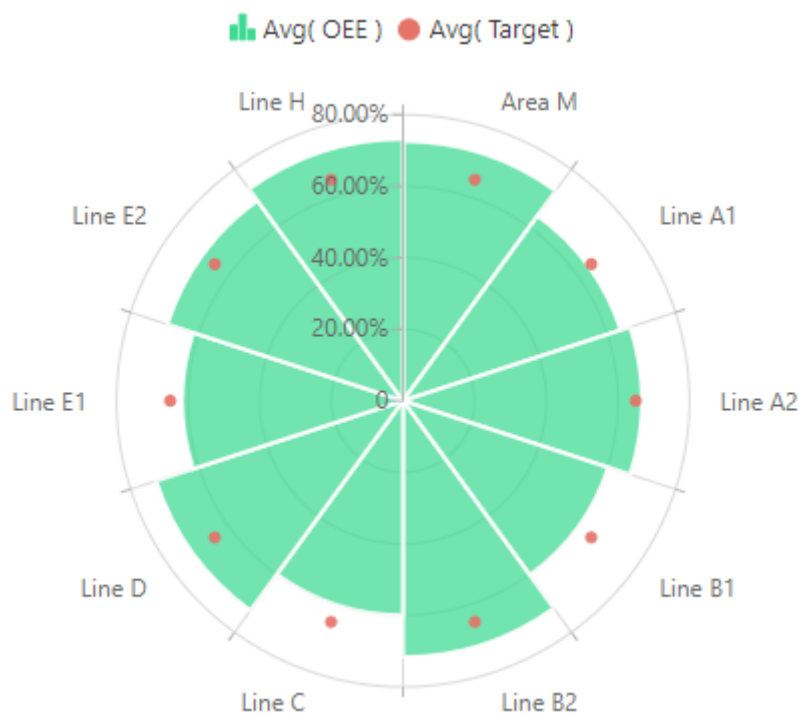 Avg( OEE ) Avg( Target )
Line H 80.00% Area M
60.00%
Line E2 Line A1
40.00%
20.00%
Line E1 0 Line A2
Line D Line B1
Line C Line B2